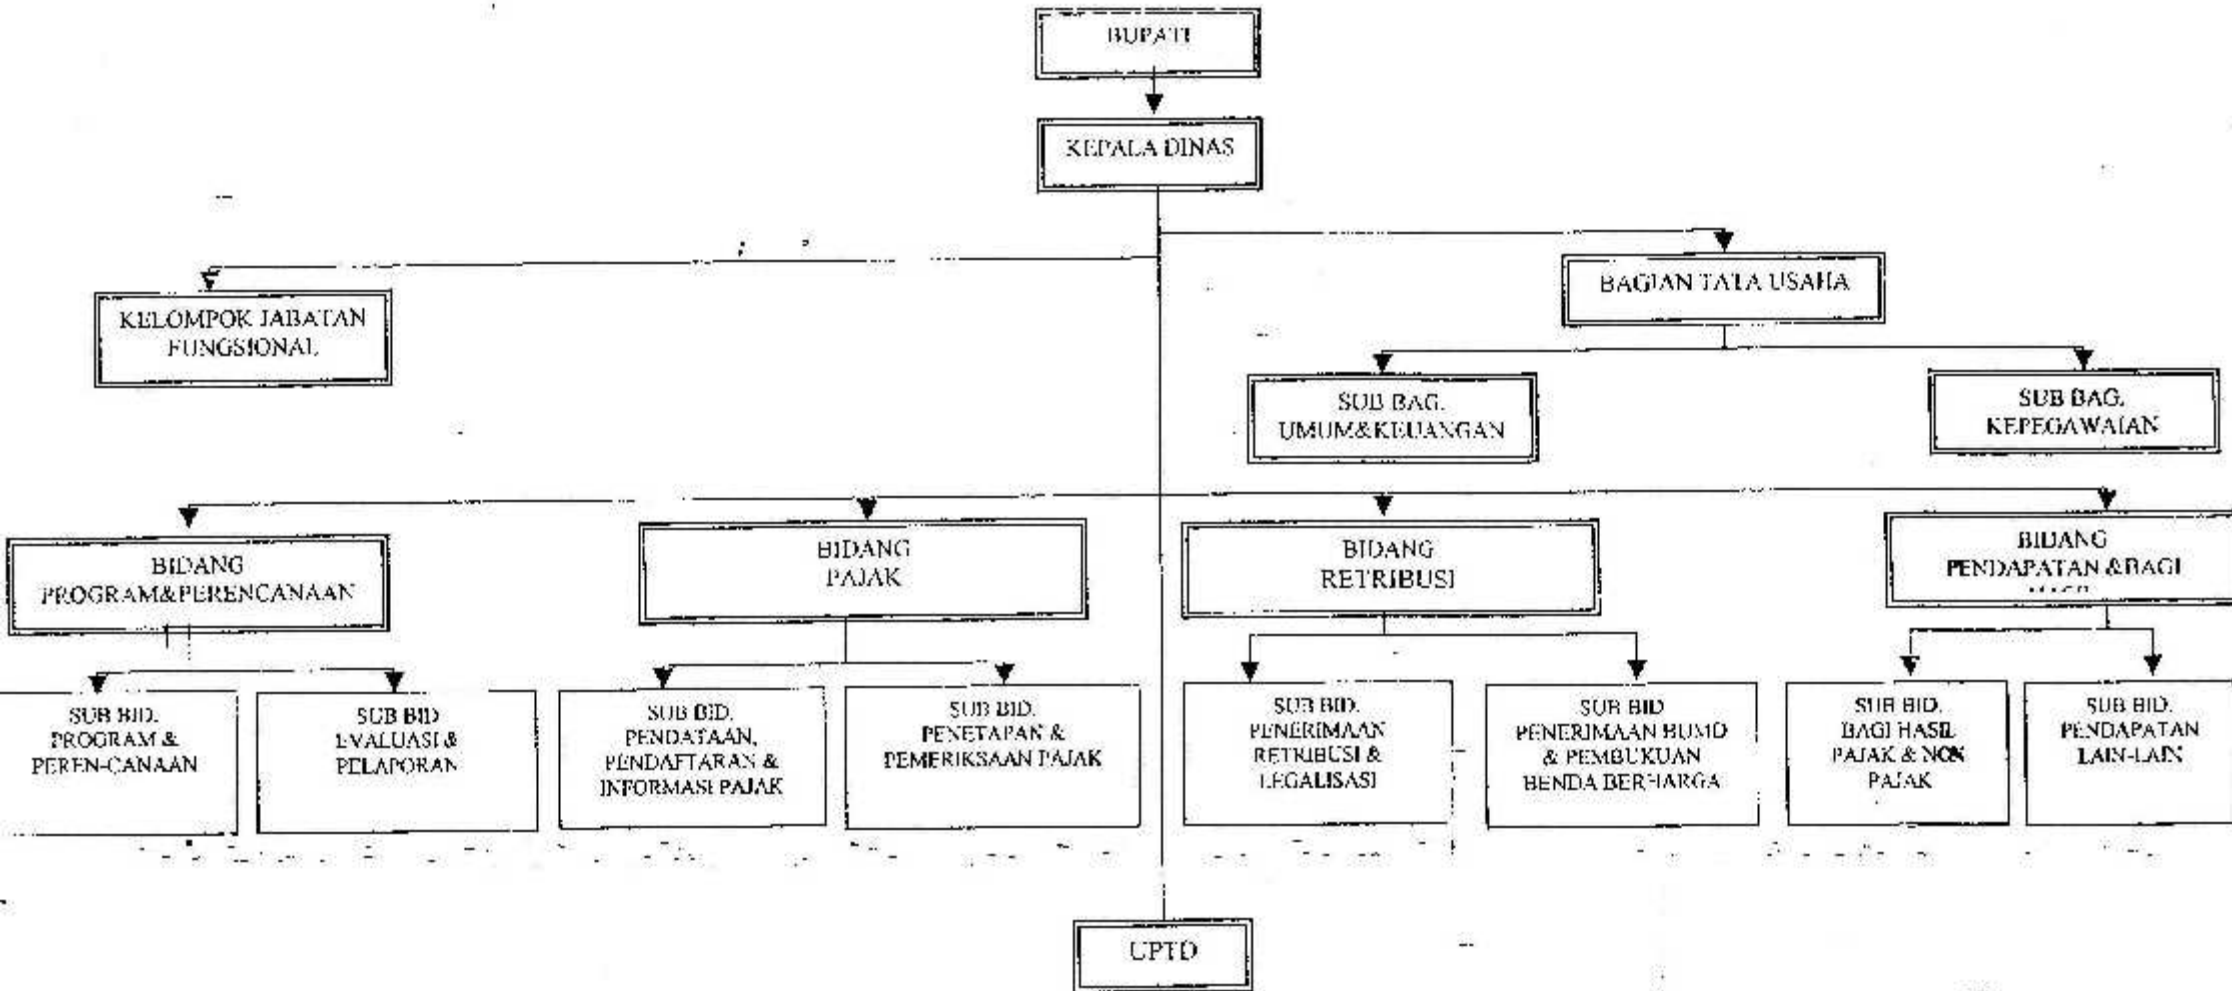 BUPATI
KEPALA DINAS
BAGIAN TATA USAHA
KELOMPOK JABATAN
FUNGSIONAL
SUB BAG.
UMUM&KEUANGAN
SUB BAG.
KEPEGAWAIAN
BIDANG
PROGRAM&PERENCANAAN
BIDANG
PAJAK
BIDANG
RETRIBUSI
BIDANG
PENDAPATAN &BAGI
SUB BID.
PROGRAM &
PEREN-CANAAN
SUB BID
EVALUASI &
PELAPORAN
SUB BID.
PENDATAAN,
PENDAFTARAN &
INFORMASI PAJAK
SUB BID.
PENETAPAN &
PEMERIKSAAN PAJAK
SUB BID.
PENERIMAAN
RETRIBUSI &
LEGALISASI
SUB BID
PENERIMAAN BUMD
& PEMBUKUAN
BENDA BERHARGA
SUB BID.
BAGI HASIL
PAJAK & NON
PAJAK
SUB BID.
PENDAPATAN
LAIN-LAIN
UPTD